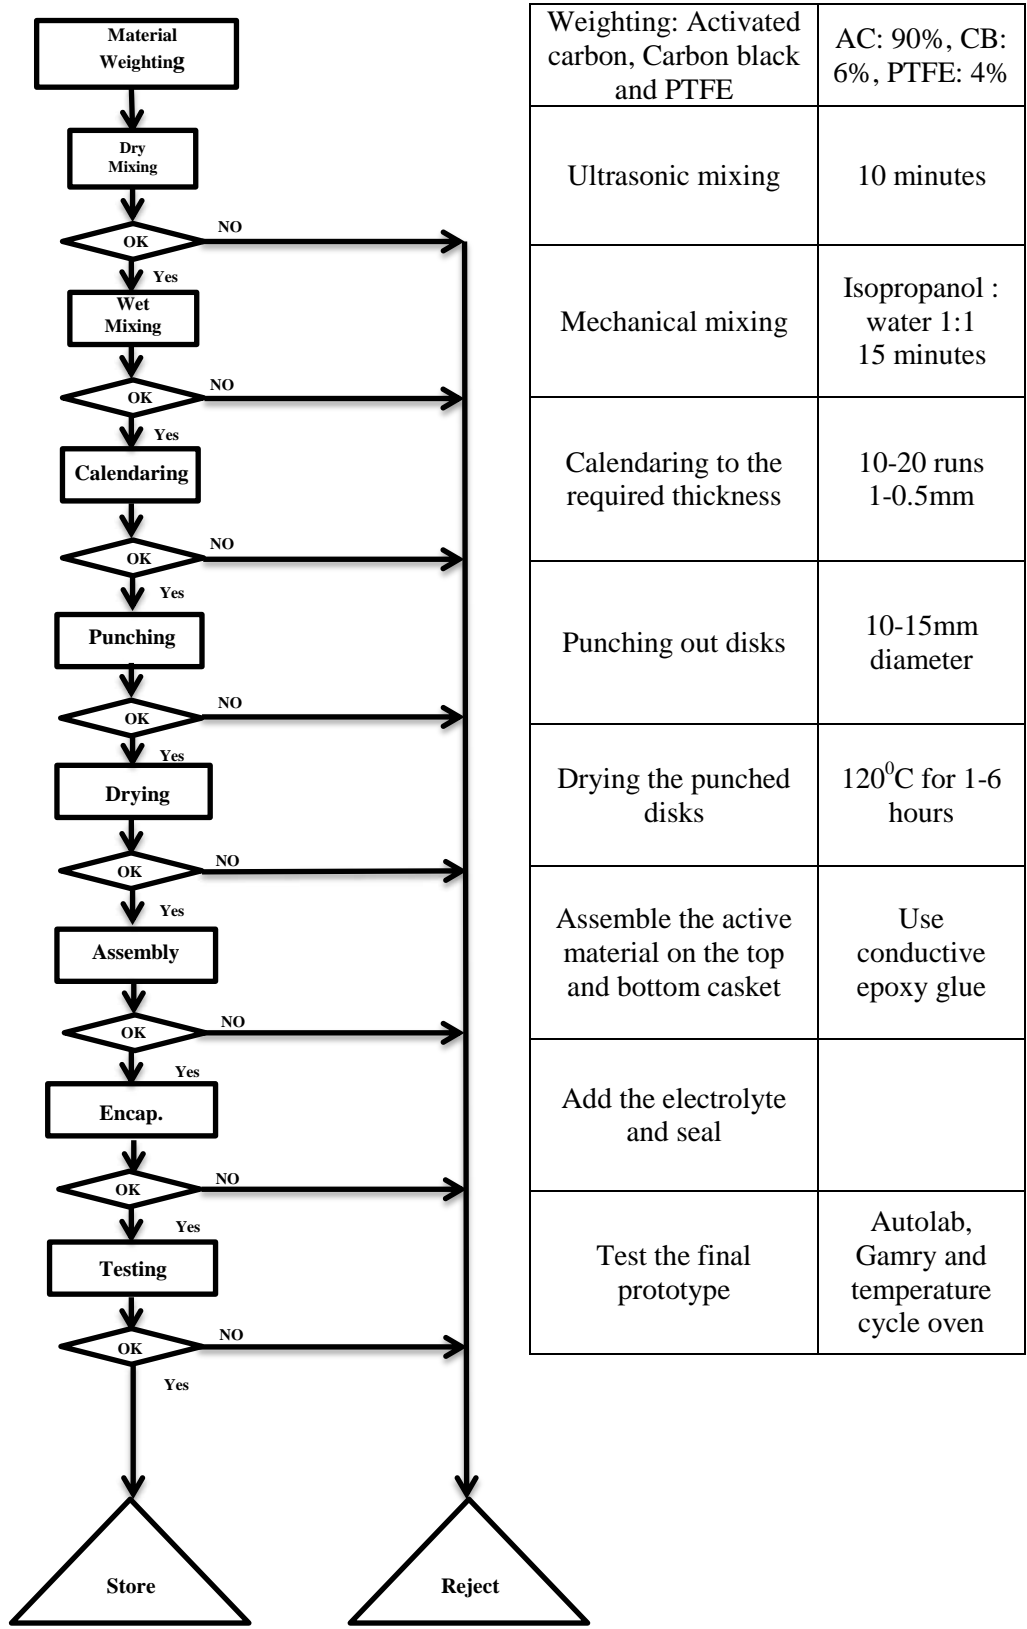 Material
Weighting
Dry
Mixing
OK
NO
Yes
Wet
Mixing
OK
NO
Yes
Calendaring
OK
NO
Yes
Punching
OK
NO
Yes
Drying
OK
NO
Yes
Assembly
OK
NO
Yes
Encap.
OK
NO
Yes
Testing
OK
NO
Yes
Store
Reject
Weighting: Activated
carbon, Carbon black
and PTFE
AC: 90%, CB:
6%, PTFE: 4%
Ultrasonic mixing
10 minutes
Mechanical mixing
Isopropanol :
water 1:1
15 minutes
Calendaring to the
required thickness
10-20 runs
1-0.5mm
Punching out disks
10-15mm
diameter
Drying the punched
disks
120⁰C for 1-6
hours
Assemble the active
material on the top
and bottom casket
Use
conductive
epoxy glue
Add the electrolyte
and seal
Test the final
prototype
Autolab,
Gamry and
temperature
cycle oven